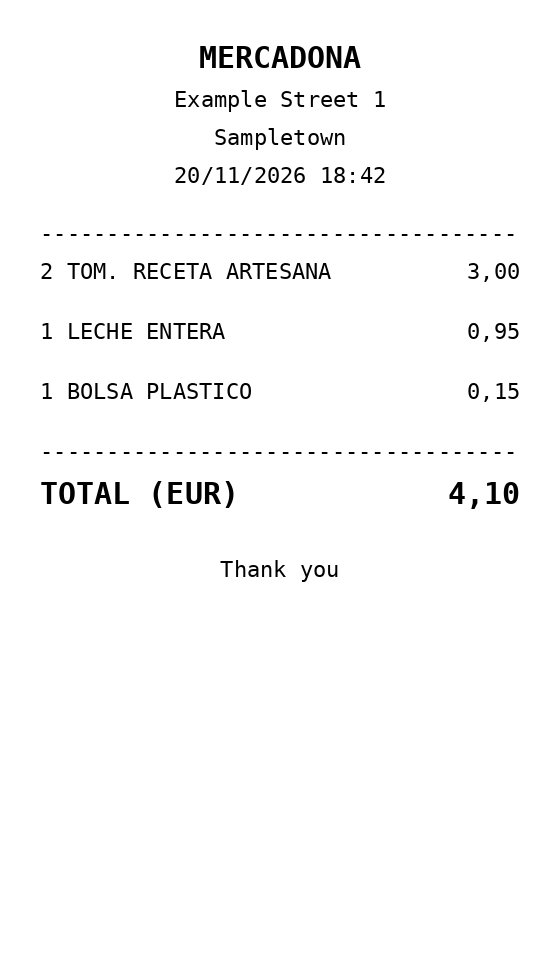 MERCADONA
Example Street 1
Sampletown
20/11/2026 18:42
------------------------------------
2 TOM. RECETA ARTESANA 3,00
1 LECHE ENTERA 0,95
1 BOLSA PLASTICO 0,15
------------------------------------
TOTAL (EUR) 4,10
Thank you